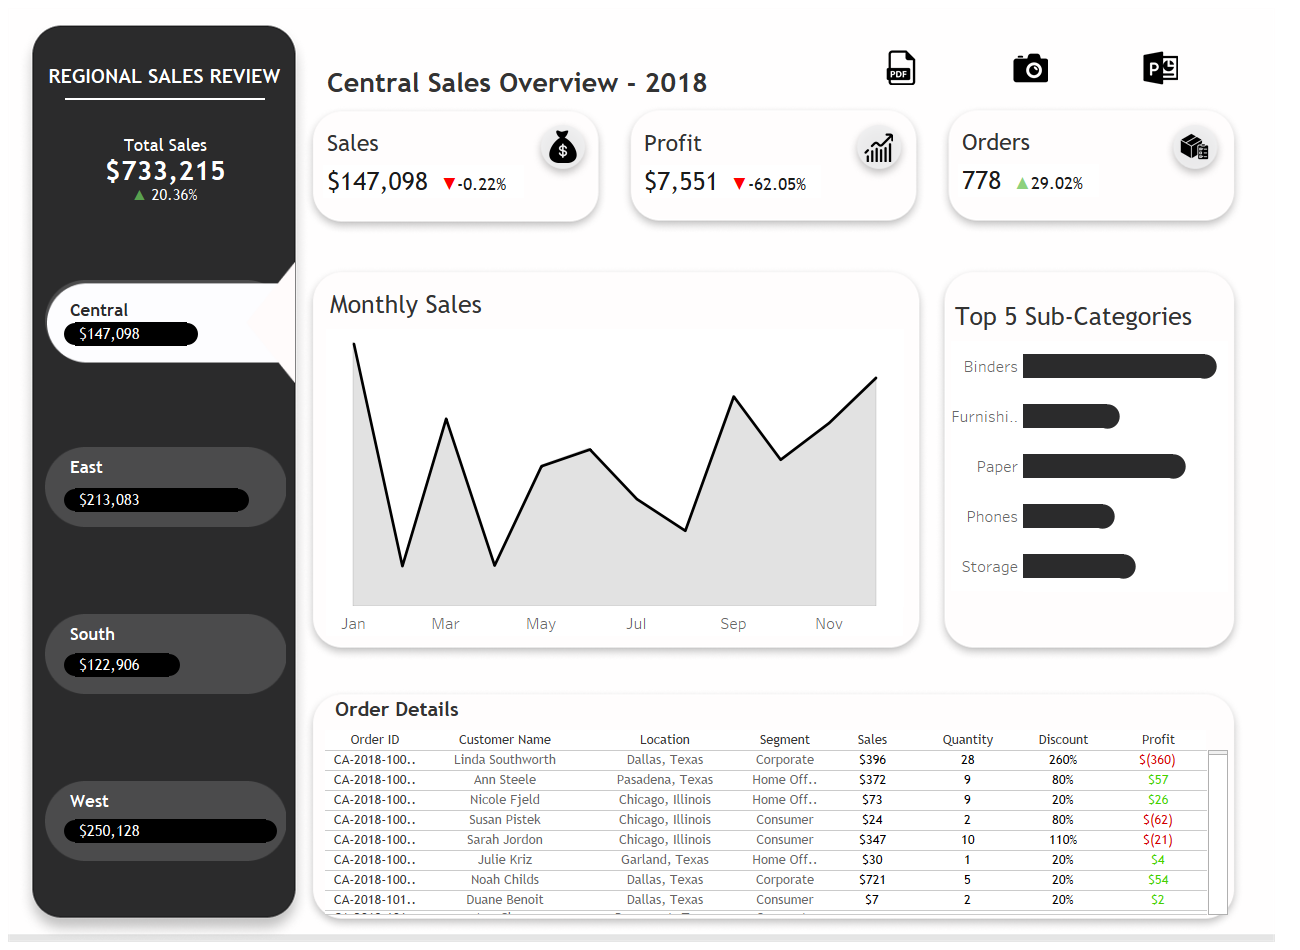 REGIONAL SALES REVIEW
Total Sales
$733,215
▲ 20.36%
Central
$147,098
East
$213,083
South
$122,906
West
$250,128
Central Sales Overview - 2018
PDF
P
Sales
$147,098 ▼-0.22%
$
Profit
$7,551 ▼-62.05%
Orders
778 ▲29.02%
Monthly Sales
Jan Mar May Jul Sep Nov
Top 5 Sub-Categories
Binders
Furnishi..
Paper
Phones
Storage
Order Details
Order ID Customer Name Location Segment Sales Quantity Discount Profit
CA-2018-100.. Linda Southworth Dallas, Texas Corporate $396 28 260% $(360)
CA-2018-100.. Ann Steele Pasadena, Texas Home Off.. $372 9 80% $57
CA-2018-100.. Nicole Fjeld Chicago, Illinois Home Off.. $73 9 20% $26
CA-2018-100.. Susan Pistek Chicago, Illinois Consumer $24 2 80% $(62)
CA-2018-100.. Sarah Jordon Chicago, Illinois Consumer $347 10 110% $(21)
CA-2018-100.. Julie Kriz Garland, Texas Home Off.. $30 1 20% $4
CA-2018-100.. Noah Childs Dallas, Texas Corporate $721 5 20% $54
CA-2018-101.. Duane Benoit Dallas, Texas Consumer $7 2 20% $2